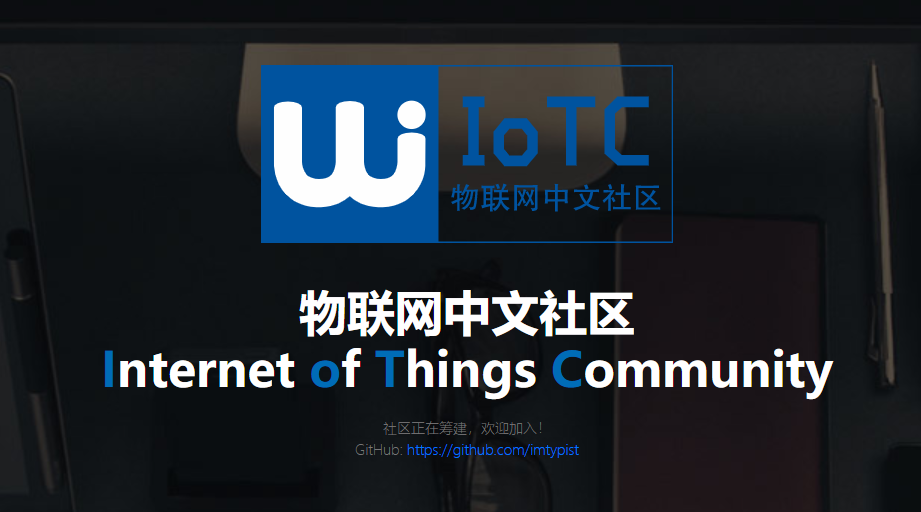 Wi
IoTC
物联网中文社区
物联网中文社区
Internet of Things Community
社区正在筹建，欢迎加入！
GitHub: https://github.com/imtypist